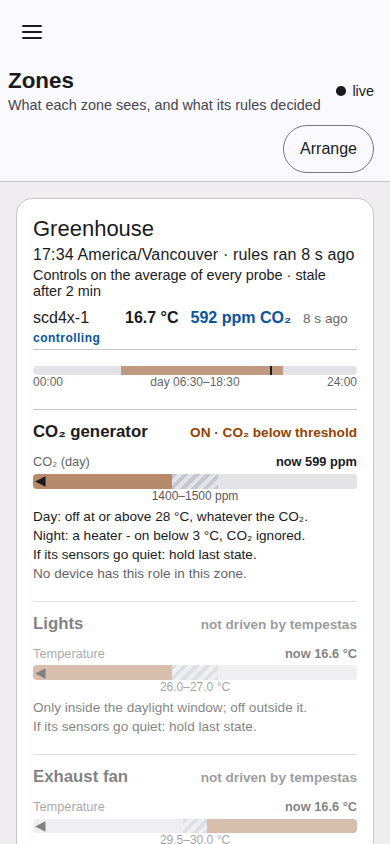 Zones
What each zone sees, and what its rules decided
live
Arrange
Greenhouse
17:34 America/Vancouver · rules ran 8 s ago
Controls on the average of every probe · stale
after 2 min
scd4x-1 16.7 °C 592 ppm CO₂ 8 s ago
controlling
00:00 day 06:30–18:30 24:00
CO₂ generator ON · CO₂ below threshold
CO₂ (day) now 599 ppm
1400–1500 ppm
Day: off at or above 28 °C, whatever the CO₂.
Night: a heater - on below 3 °C, CO₂ ignored.
If its sensors go quiet: hold last state.
No device has this role in this zone.
Lights not driven by tempestas
Temperature now 16.6 °C
26.0–27.0 °C
Only inside the daylight window; off outside it.
If its sensors go quiet: hold last state.
Exhaust fan not driven by tempestas
Temperature now 16.6 °C
29.5–30.0 °C